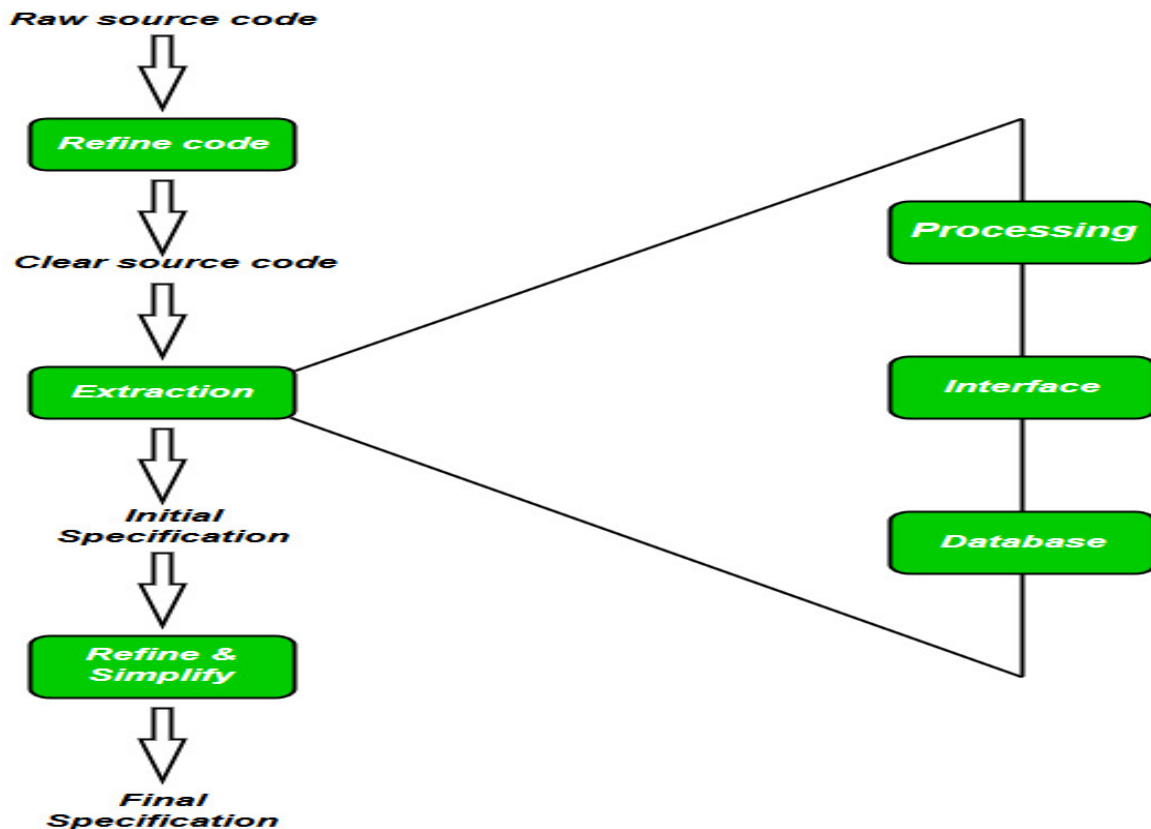 Raw source code
Refine code
Clear source code
Extraction
Initial
Specification
Refine &
Simplify
Final
Specification
Processing
Interface
Database